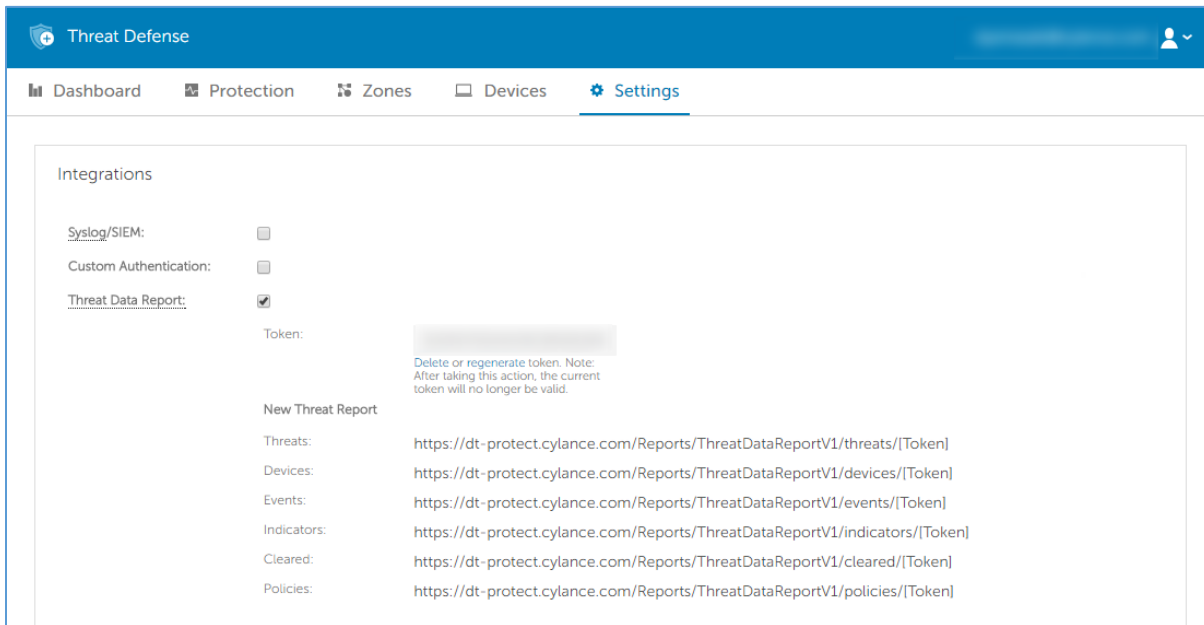 Threat Defense
Dashboard Protection Zones Devices Settings
Integrations
Syslog/SIEM:
Custom Authentication:
Threat Data Report:
Token:
Delete or regenerate token. Note:
After taking this action, the current
token will no longer be valid.
New Threat Report
Threats: https://dt-protect.cylance.com/Reports/ThreatDataReportV1/threats/[Token]
Devices: https://dt-protect.cylance.com/Reports/ThreatDataReportV1/devices/[Token]
Events: https://dt-protect.cylance.com/Reports/ThreatDataReportV1/events/[Token]
Indicators: https://dt-protect.cylance.com/Reports/ThreatDataReportV1/indicators/[Token]
Cleared: https://dt-protect.cylance.com/Reports/ThreatDataReportV1/cleared/[Token]
Policies: https://dt-protect.cylance.com/Reports/ThreatDataReportV1/policies/[Token]